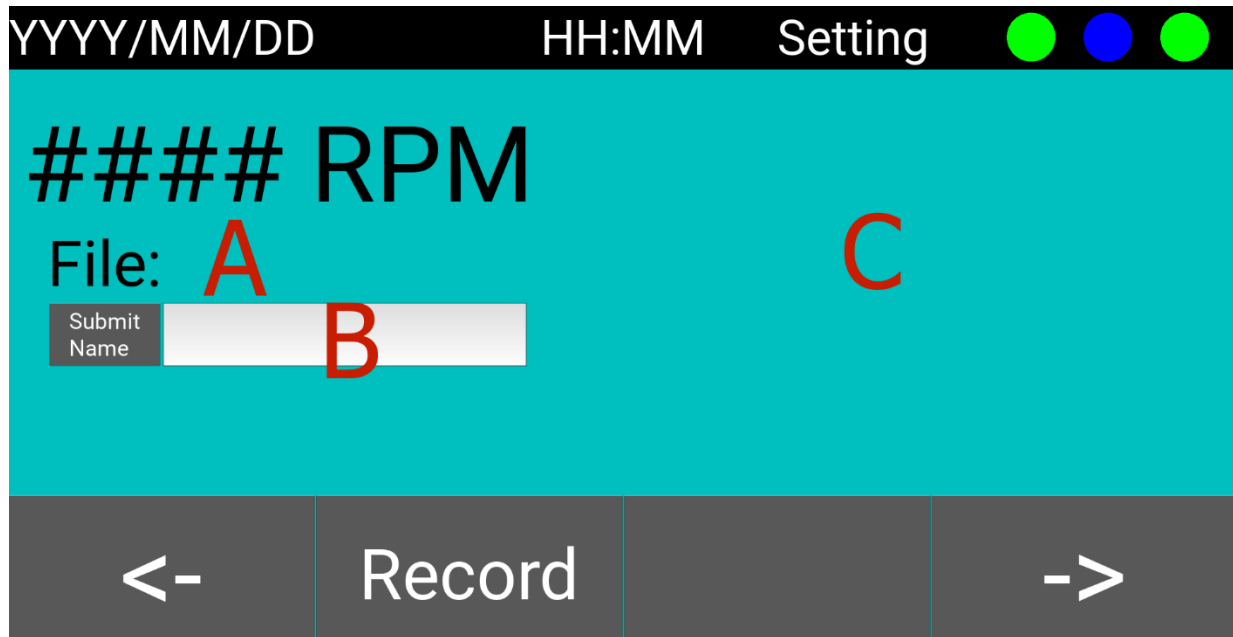 YYYY/MM/DD HH:MM Setting
#### RPM
File: A
C
Submit
Name
B
<- Record ->